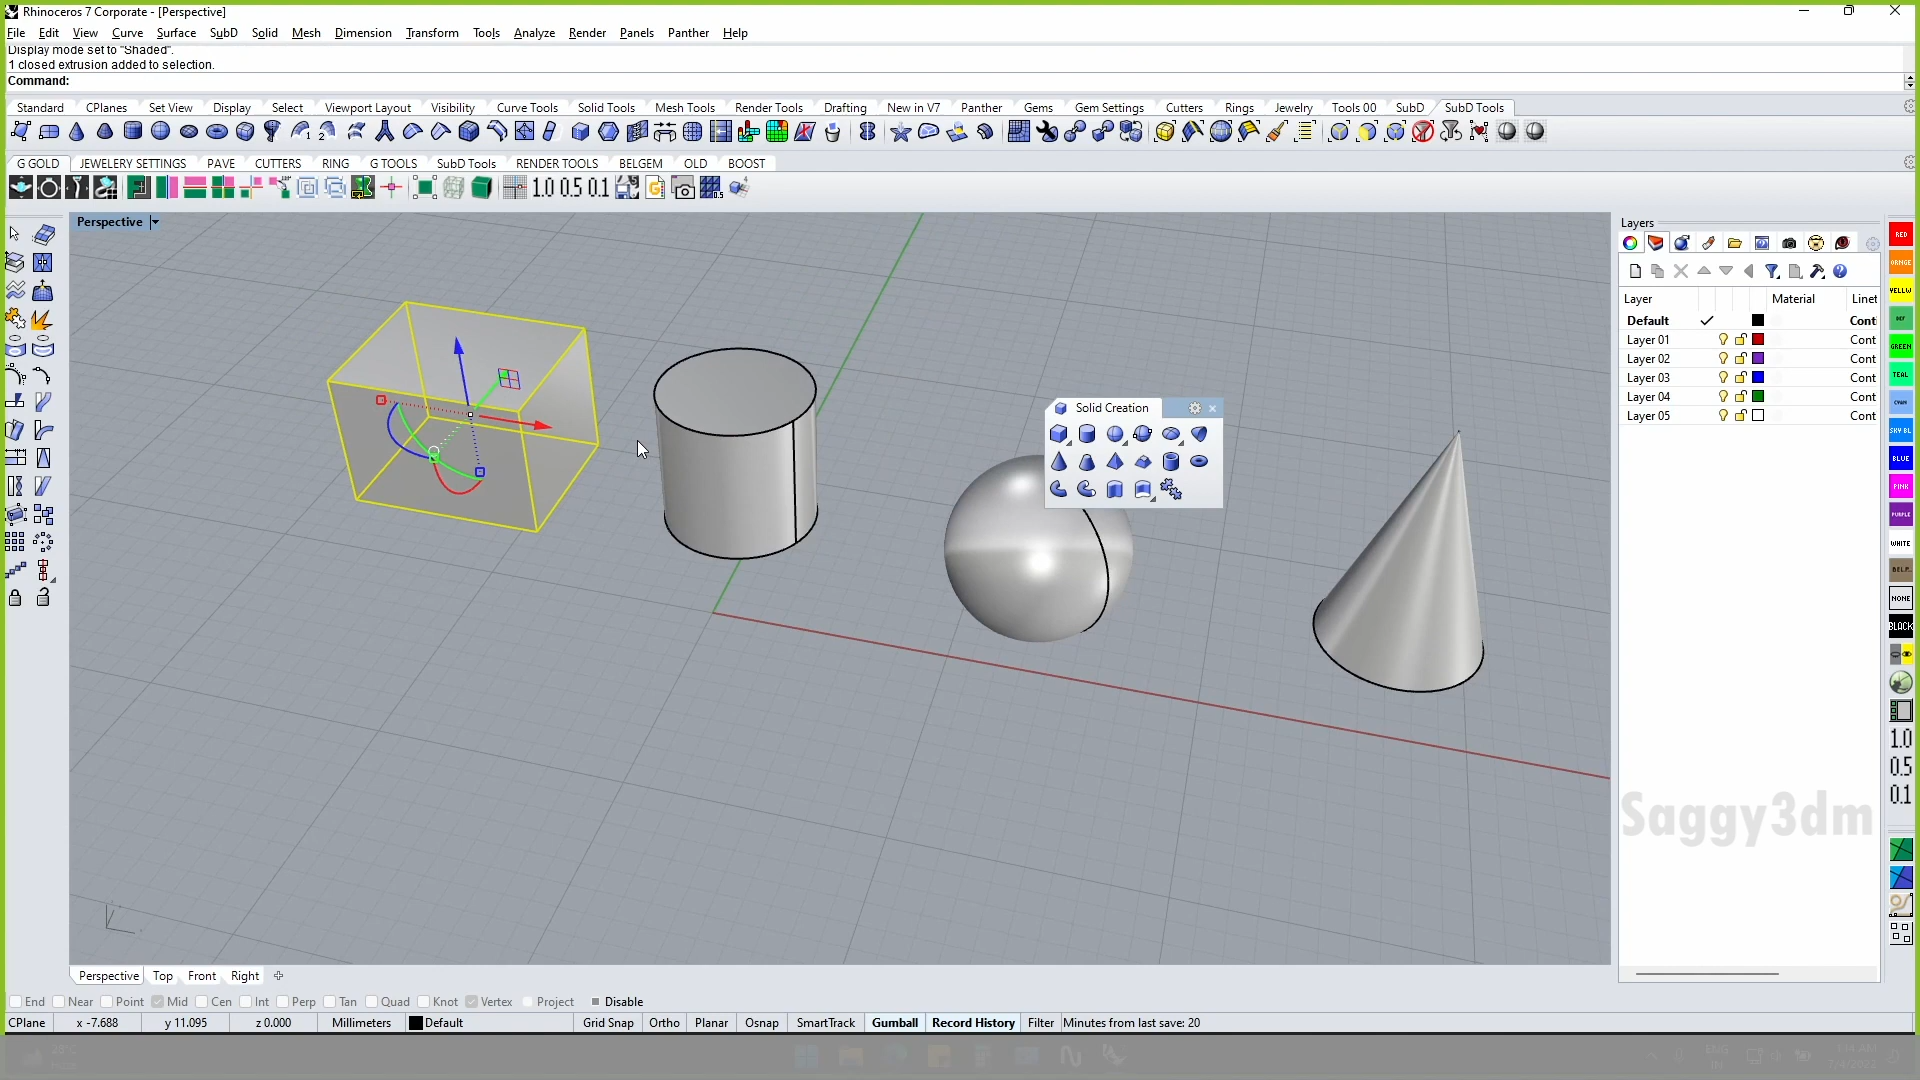 Rhinoceros 7 Corporate - [Perspective]
File Edit View Curve Surface SubD Solid Mesh Dimension Transform Tools Analyze Render Panels Panther Help
Display mode set to "Shaded".
1 closed extrusion added to selection.
Command:
Standard CPlanes Set View Display Select Viewport Layout Visibility Curve Tools Solid Tools Mesh Tools Render Tools Drafting New in V7 Panther Gems Gem Settings Cutters Rings Jewelry Tools 00 SubD SubD Tools
G GOLD JEWELERY SETTINGS PAVE CUTTERS RING G TOOLS SubD Tools RENDER TOOLS BELGEM OLD BOOST
1.0 0.5 0.1
Perspective
Solid Creation
Layers
Layer Material Linet
Default Conti
Layer 01 Cont
Layer 02 Cont
Layer 03 Cont
Layer 04 Cont
Layer 05 Cont
RED
ORNGE
YELLW
GREEN
TEAL
SKY BL
BLUE
PINK
PURPLE
WHITE
NONE
BLACK
1.0
0.5
0.1
Saggy3dm
Perspective Top Front Right
End Near Point Mid Cen Int Perp Tan Quad Knot Vertex Project Disable
CPlane x -7.688 y 11.095 z 0.000 Millimeters Default Grid Snap Ortho Planar Osnap SmartTrack Gumball Record History Filter Minutes from last save: 20